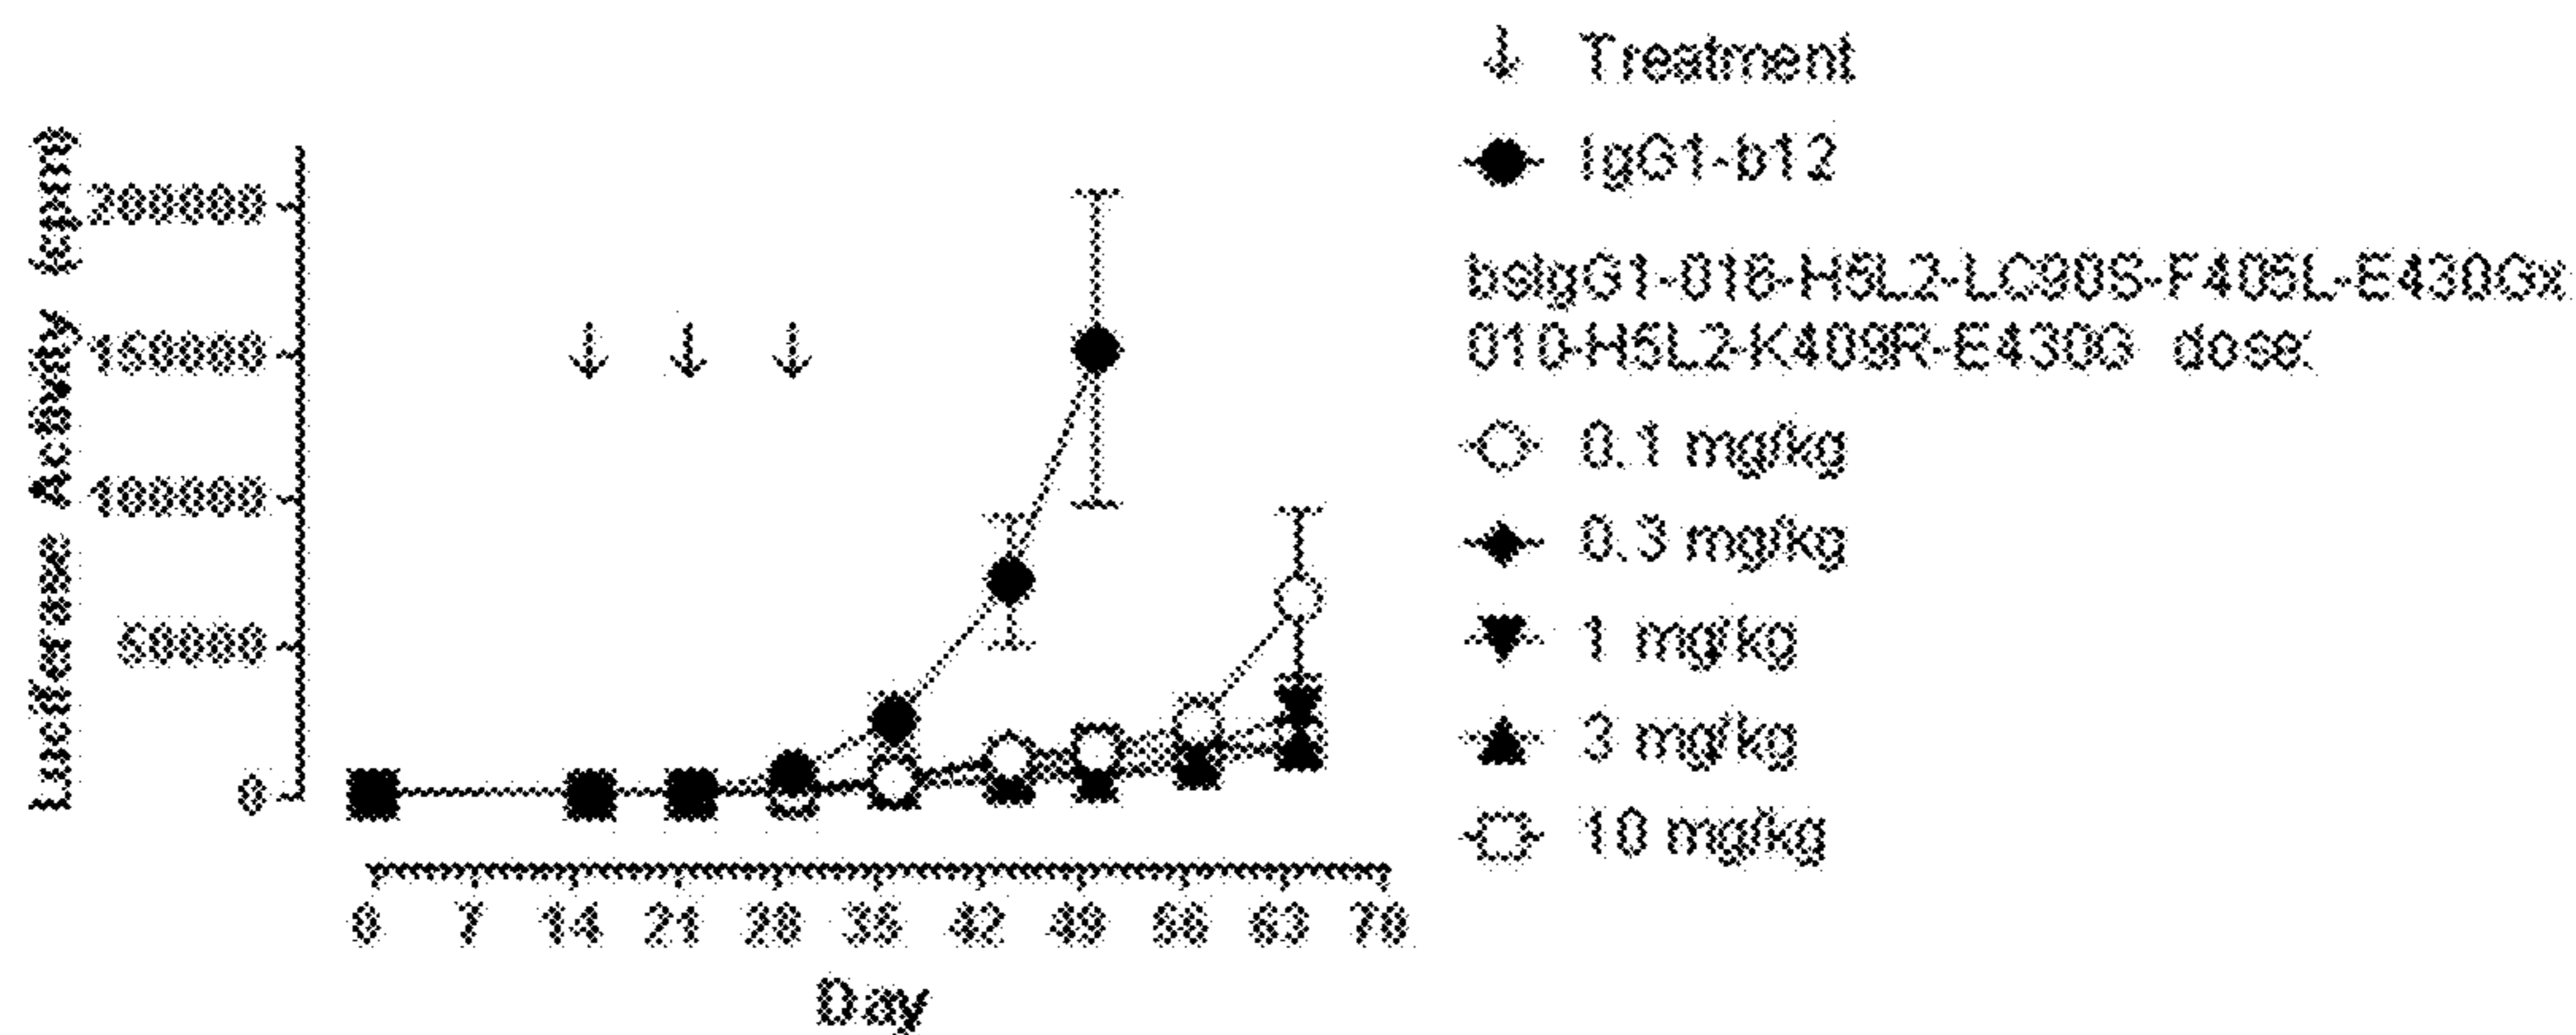 Luciferase Activity (cpm)
200000
150000
100000
50000
0
0 7 14 21 28 35 42 49 56 63 70
Day
Treatment
IgG1-b12
bsIgG1-016-H5L2-LC90S-F405L-E430Gx
010-H5L2-K409R-E430G dose:
0.1 mg/kg
0.3 mg/kg
1 mg/kg
3 mg/kg
10 mg/kg